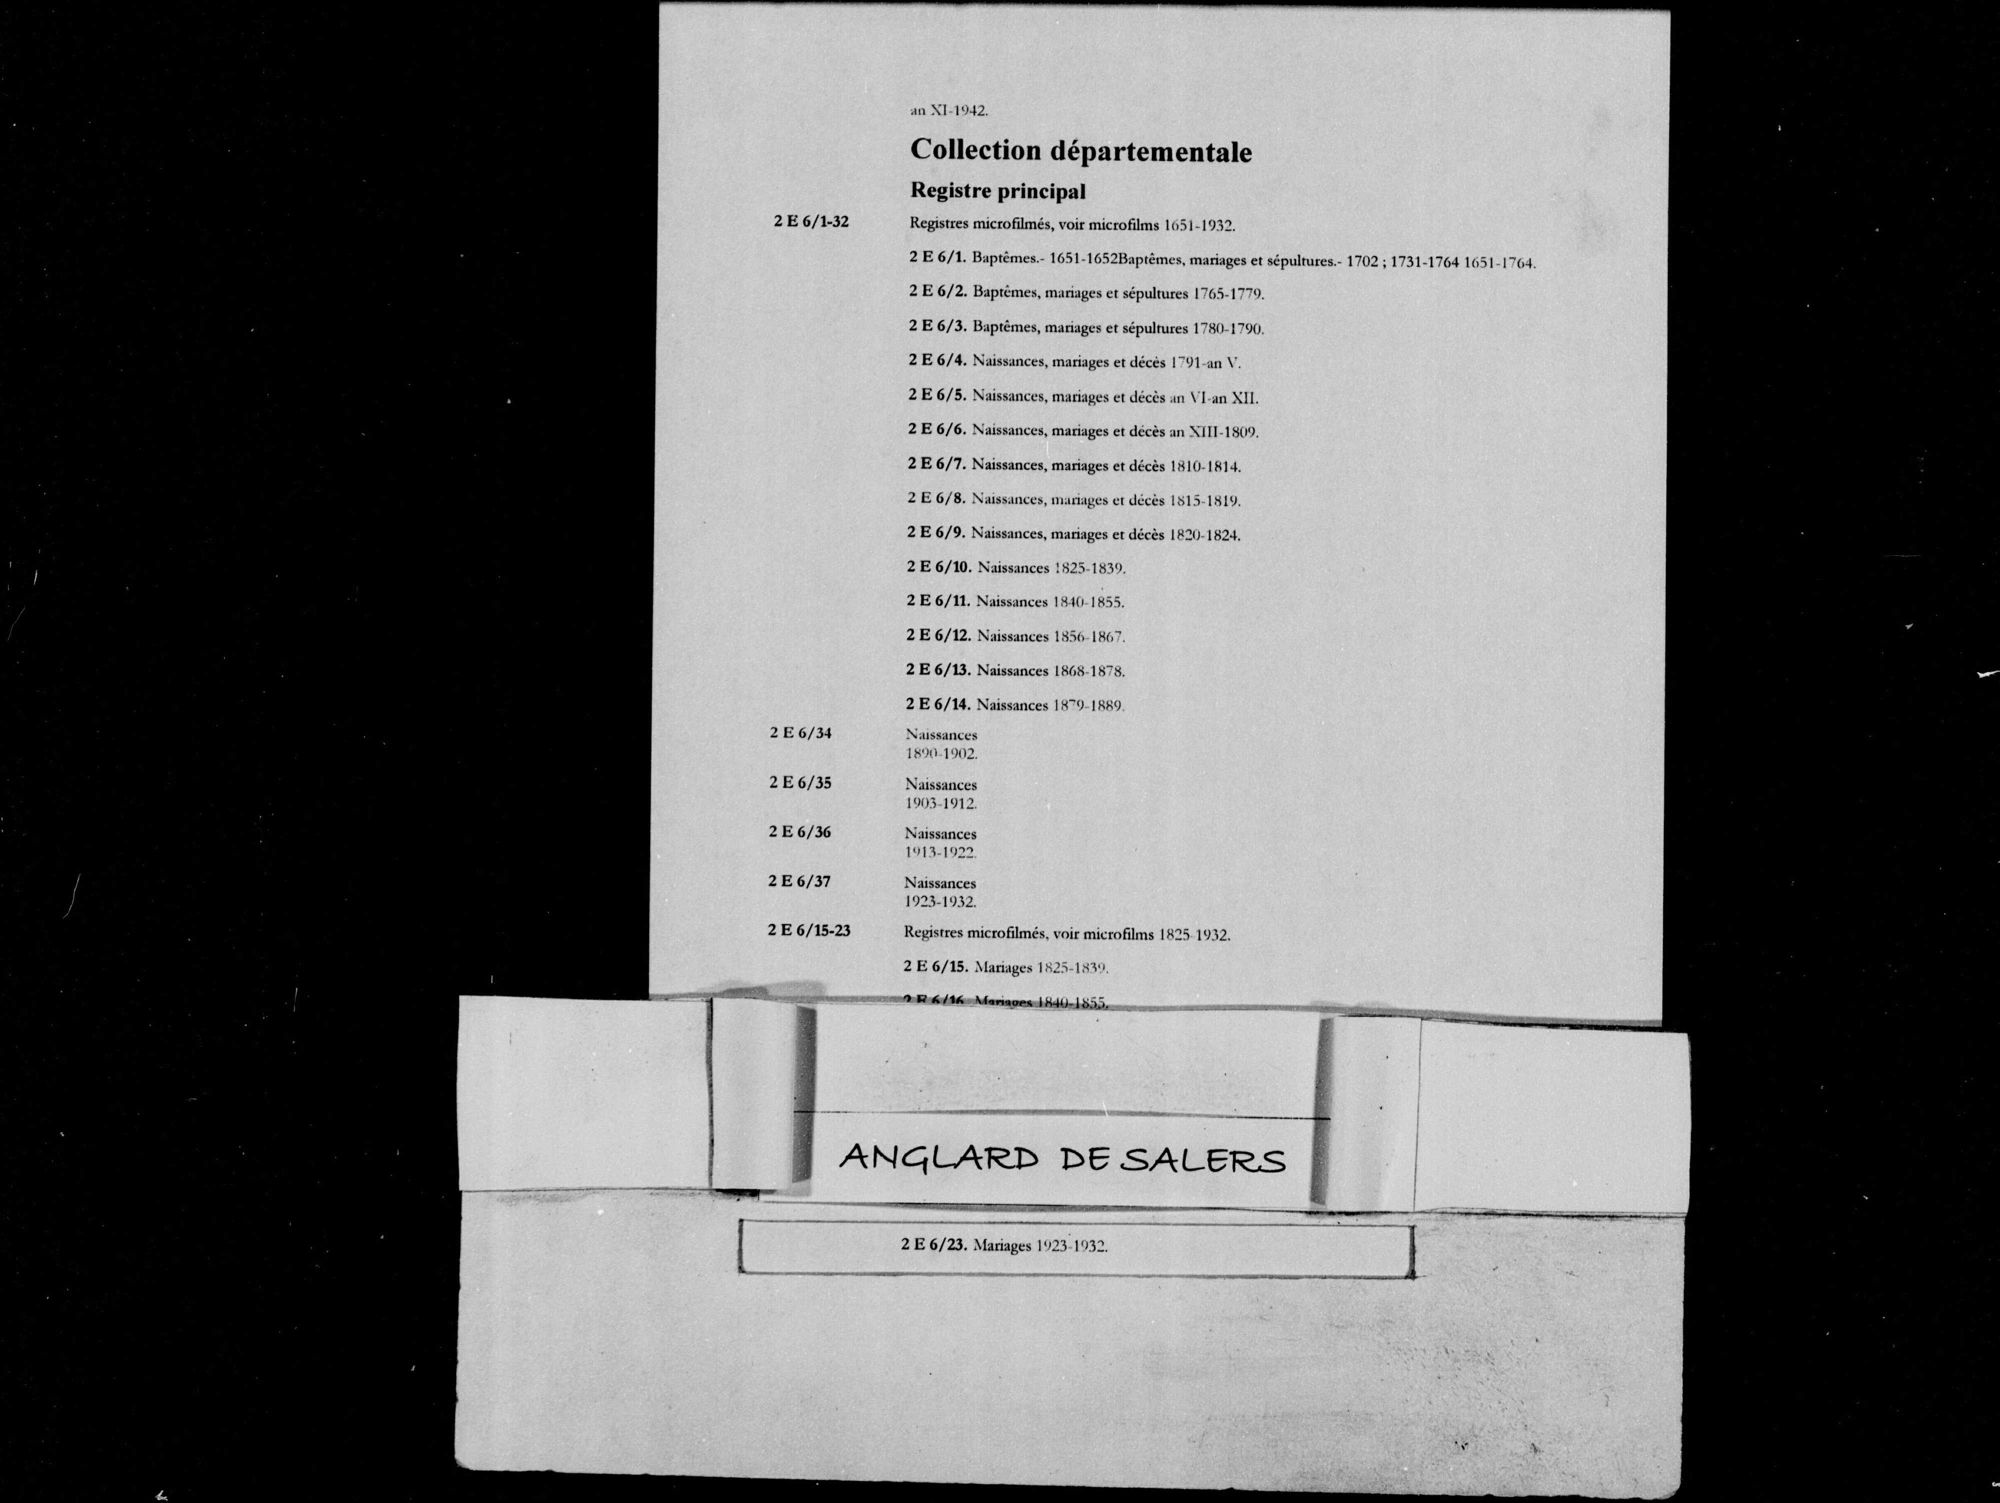 an XI-1942.
Collection départementale
Registre principal
2 E 6/1-32 Registres microfilmés, voir microfilms 1651-1932.
2 E 6/1. Baptêmes.- 1651-1652Baptêmes, mariages et sépultures.- 1702 ; 1731-1764 1651-1764.
2 E 6/2. Baptêmes, mariages et sépultures 1765-1779.
2 E 6/3. Baptêmes, mariages et sépultures 1780-1790.
2 E 6/4. Naissances, mariages et décès 1791-an V.
2 E 6/5. Naissances, mariages et décès an VI-an XII.
2 E 6/6. Naissances, mariages et décès an XIII-1809.
2 E 6/7. Naissances, mariages et décès 1810-1814.
2 E 6/8. Naissances, mariages et décès 1815-1819.
2 E 6/9. Naissances, mariages et décès 1820-1824.
2 E 6/10. Naissances 1825-1839.
2 E 6/11. Naissances 1840-1855.
2 E 6/12. Naissances 1856-1867.
2 E 6/13. Naissances 1868-1878.
2 E 6/14. Naissances 1879-1889.
2 E 6/34 Naissances
1890-1902.
2 E 6/35 Naissances
1903-1912.
2 E 6/36 Naissances
1913-1922.
2 E 6/37 Naissances
1923-1932.
2 E 6/15-23 Registres microfilmés, voir microfilms 1825-1932.
2 E 6/15. Mariages 1825-1839.
2 E 6/16. Mariages 1840-1855.
ANGLARD DE SALERS
2 E 6/23. Mariages 1923-1932.